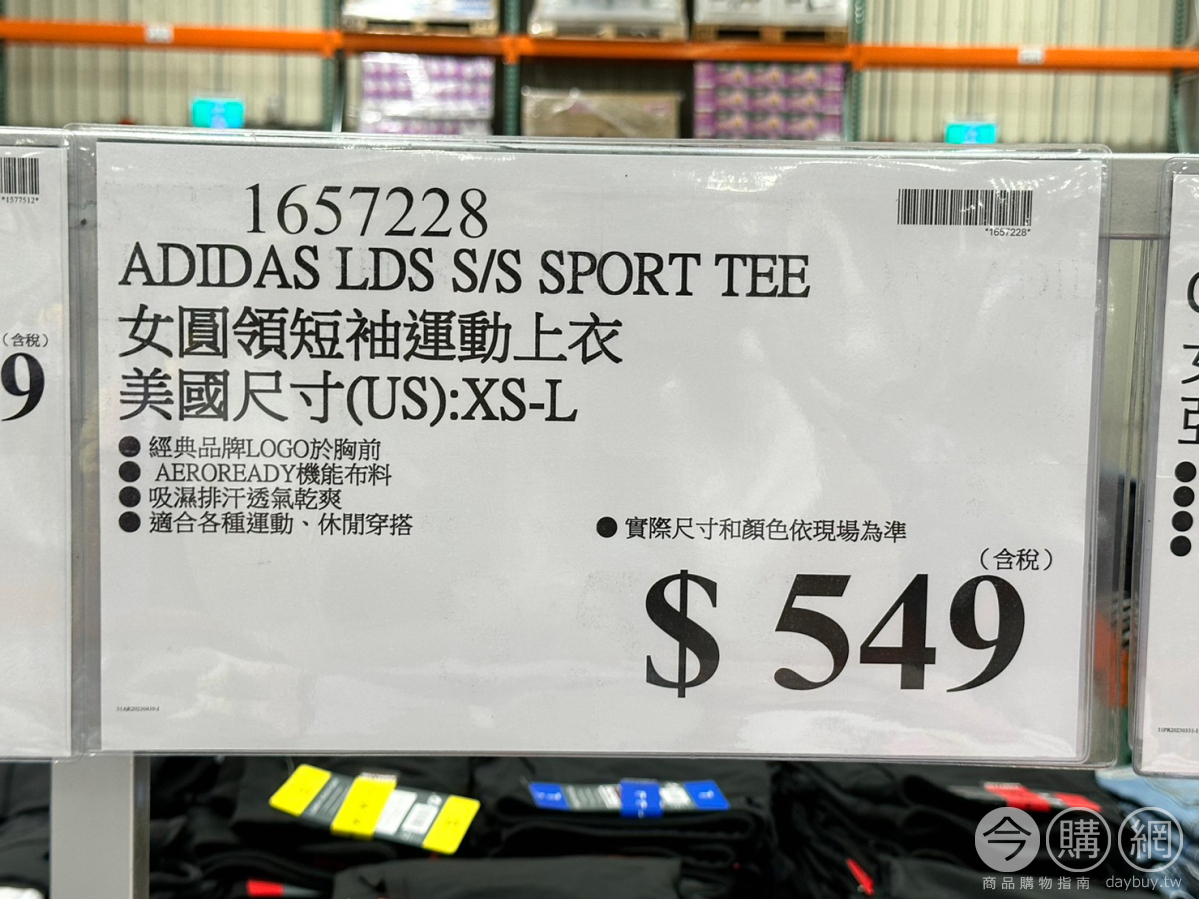 1657228
*1657228*
ADIDAS LDS S/S SPORT TEE
女圓領短袖運動上衣
美國尺寸(US):XS-L
●經典品牌LOGO於胸前
● AEROREADY機能布料
●吸濕排汗透氣乾爽
●適合各種運動、休閒穿搭
●實際尺寸和顏色依現場為準
(含稅)
$ 549
*1577512*
(含稅)
9
今購網
商品購物指南 daybuy.tw